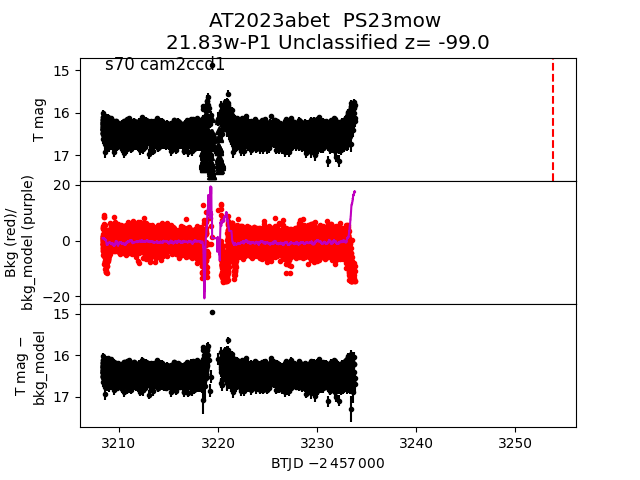 AT2023abet PS23mow
21.83w-P1 Unclassified z= -99.0
s70 cam2ccd1
15
16
17
T mag
20
0
−20
Bkg (red)/
bkg_model (purple)
15
16
17
T mag −
bkg_model
3210
3220
3230
3240
3250
BTJD −2 457 000